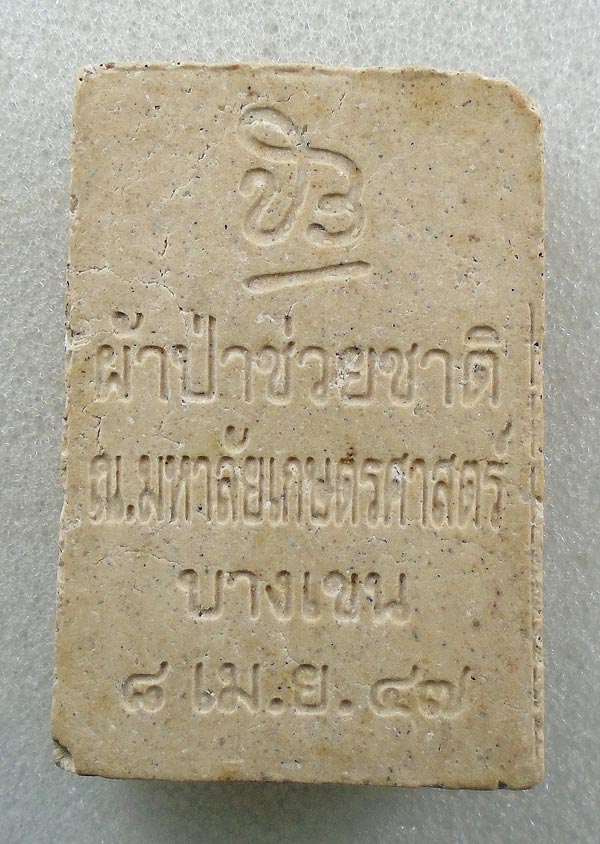 ผ้าป่าช่วยชาติ
ณ.มหาลัยเกษตรศาสตร์
บางเขน
๘ เม.ย. ๔๗